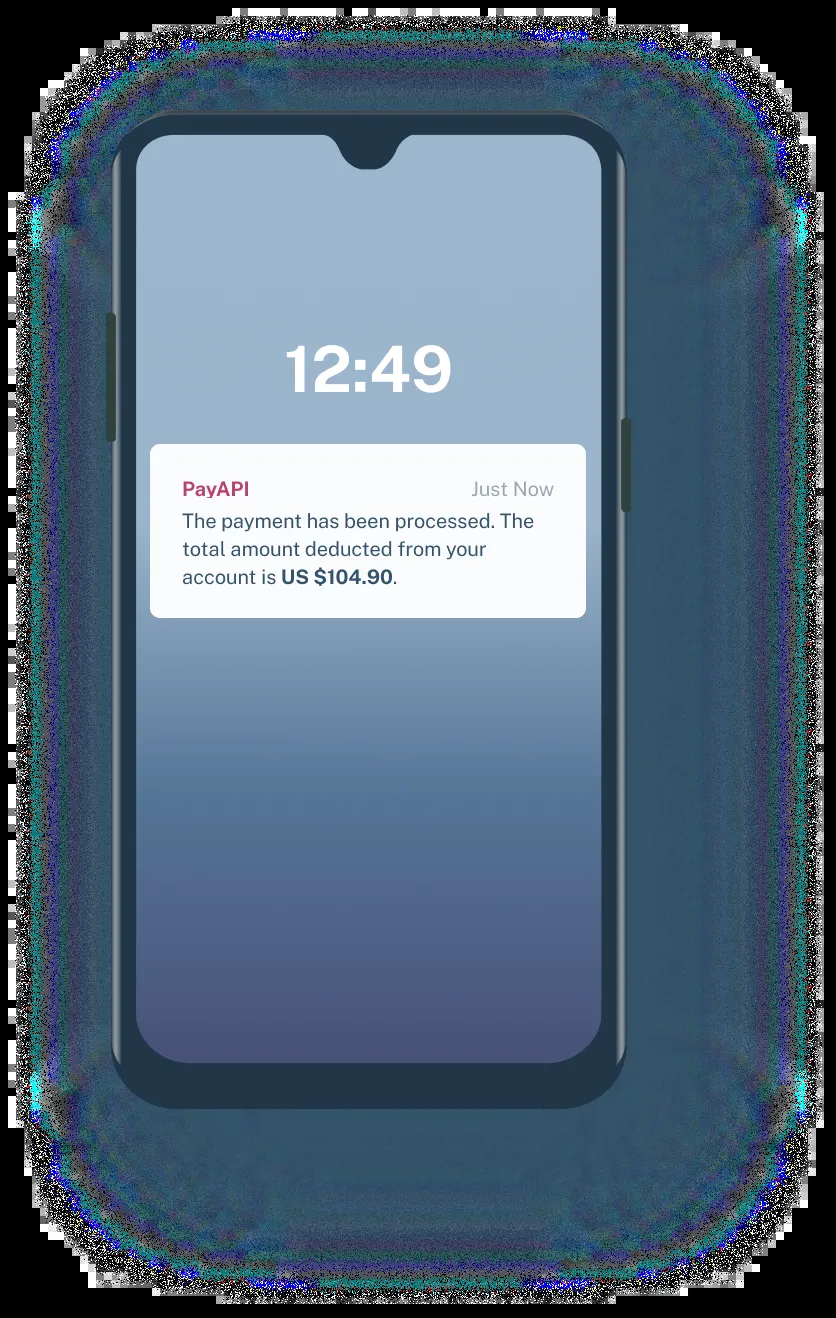 12:49
PayAPI Just Now
The payment has been processed. The
total amount deducted from your
account is US $104.90.